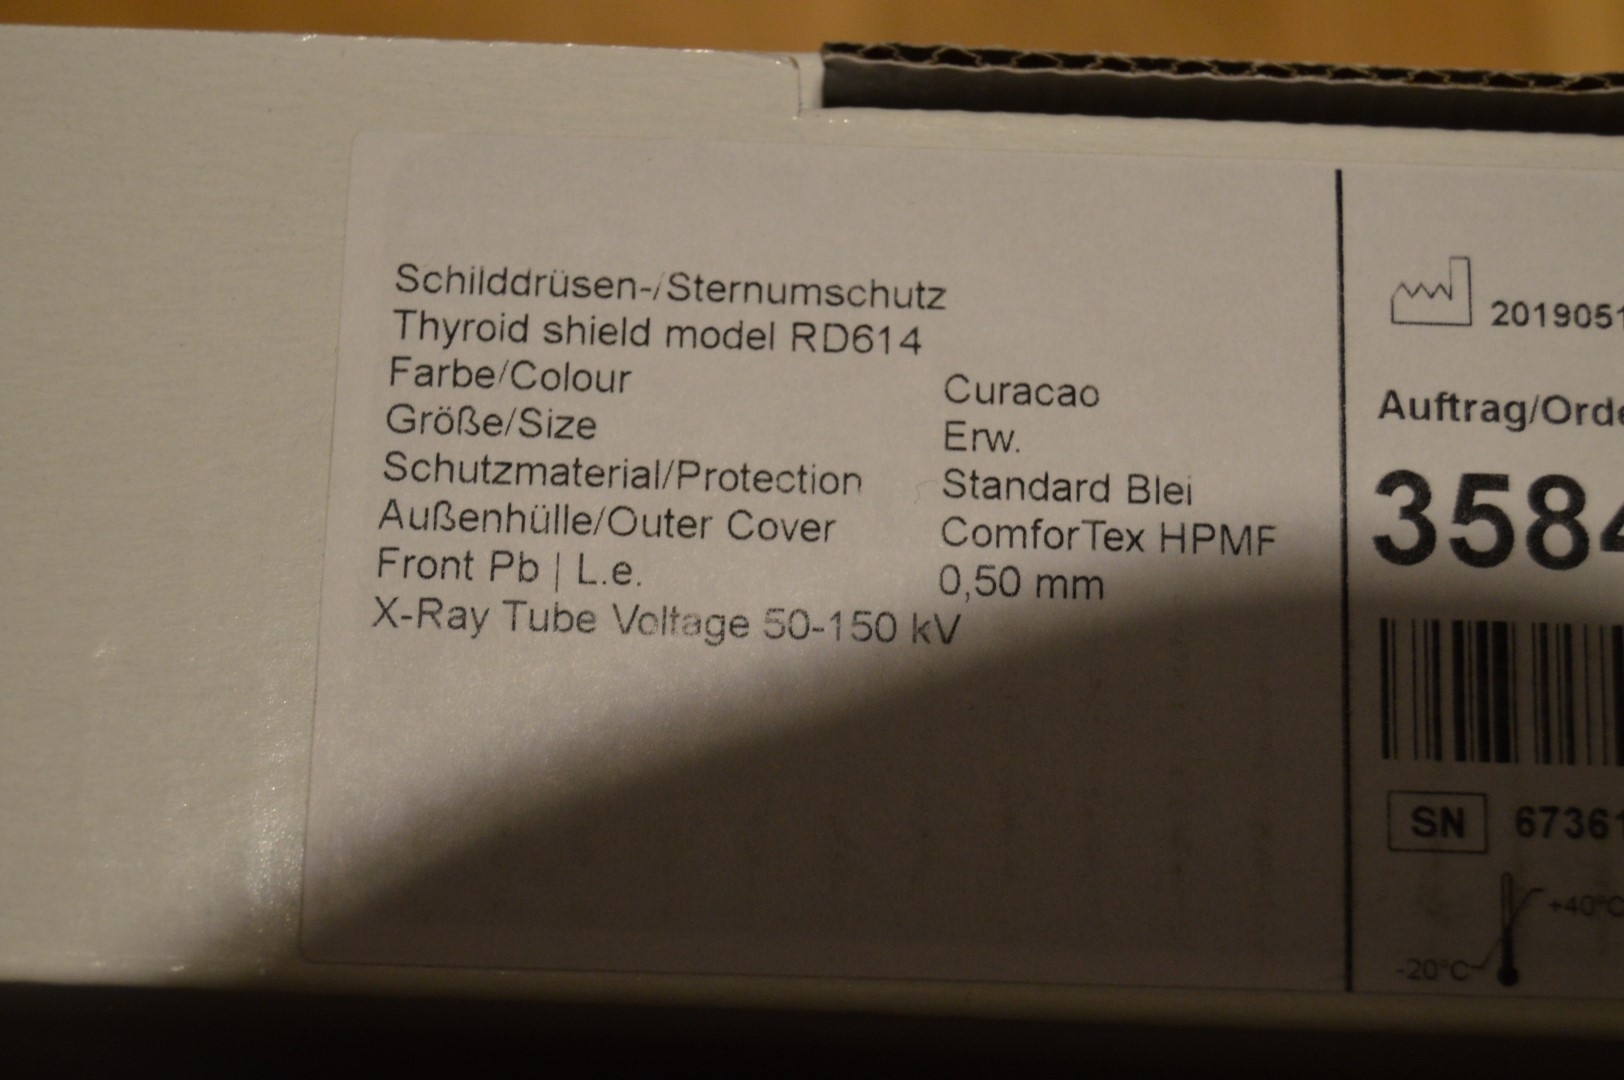 Schilddrüsen-/Sternumschutz
Thyroid shield model RD614
Farbe/Colour Curacao
Größe/Size Erw.
Schutzmaterial/Protection Standard Blei
Außenhülle/Outer Cover ComforTex HPMF
Front Pb | L.e. 0,50 mm
X-Ray Tube Voltage 50-150 kV
2019051
Auftrag/Orde
3584
SN 67361
+40°C
-20°C